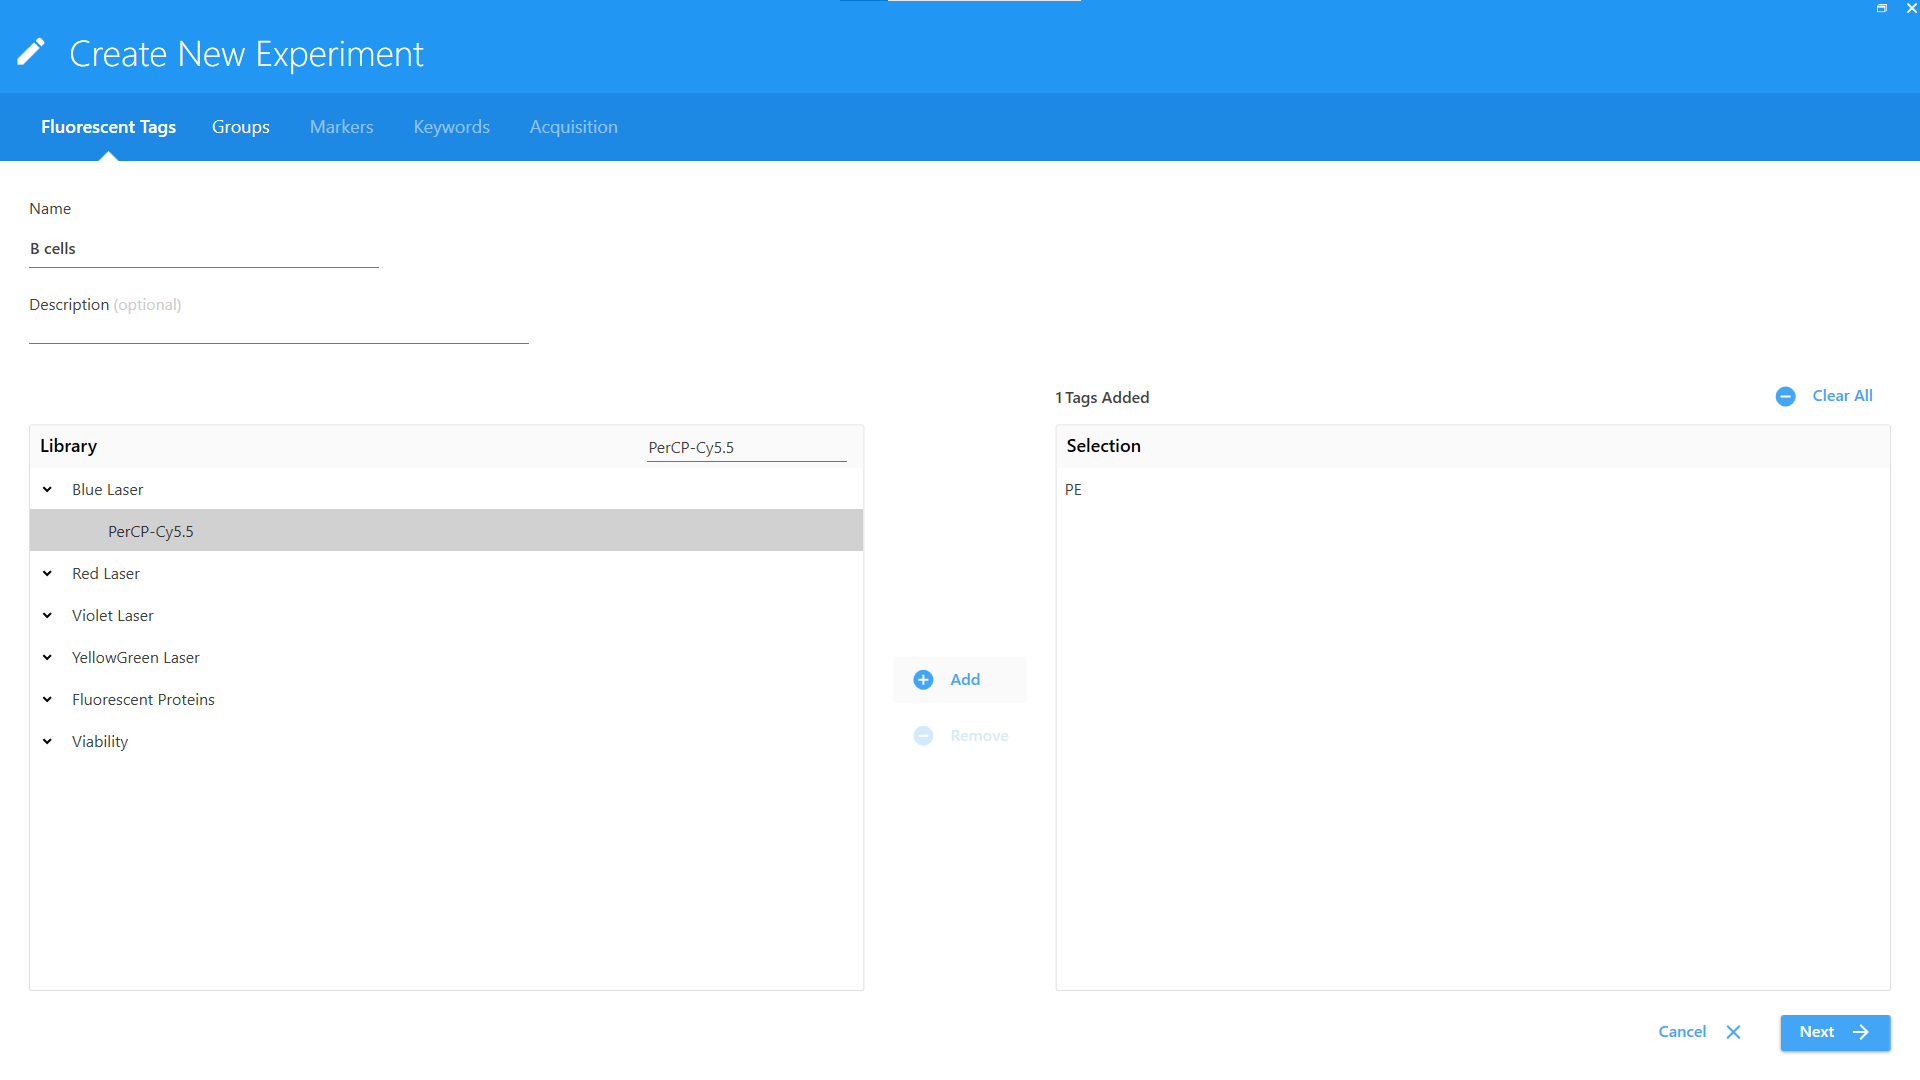 Create New Experiment
Fluorescent Tags Groups Markers Keywords Acquisition
Name
B cells
Description (optional)
1 Tags Added
Clear All
Library
PerCP-Cy5.5
Blue Laser
PerCP-Cy5.5
Red Laser
Violet Laser
YellowGreen Laser
Fluorescent Proteins
Viability
Add
Remove
Selection
PE
Cancel
Next